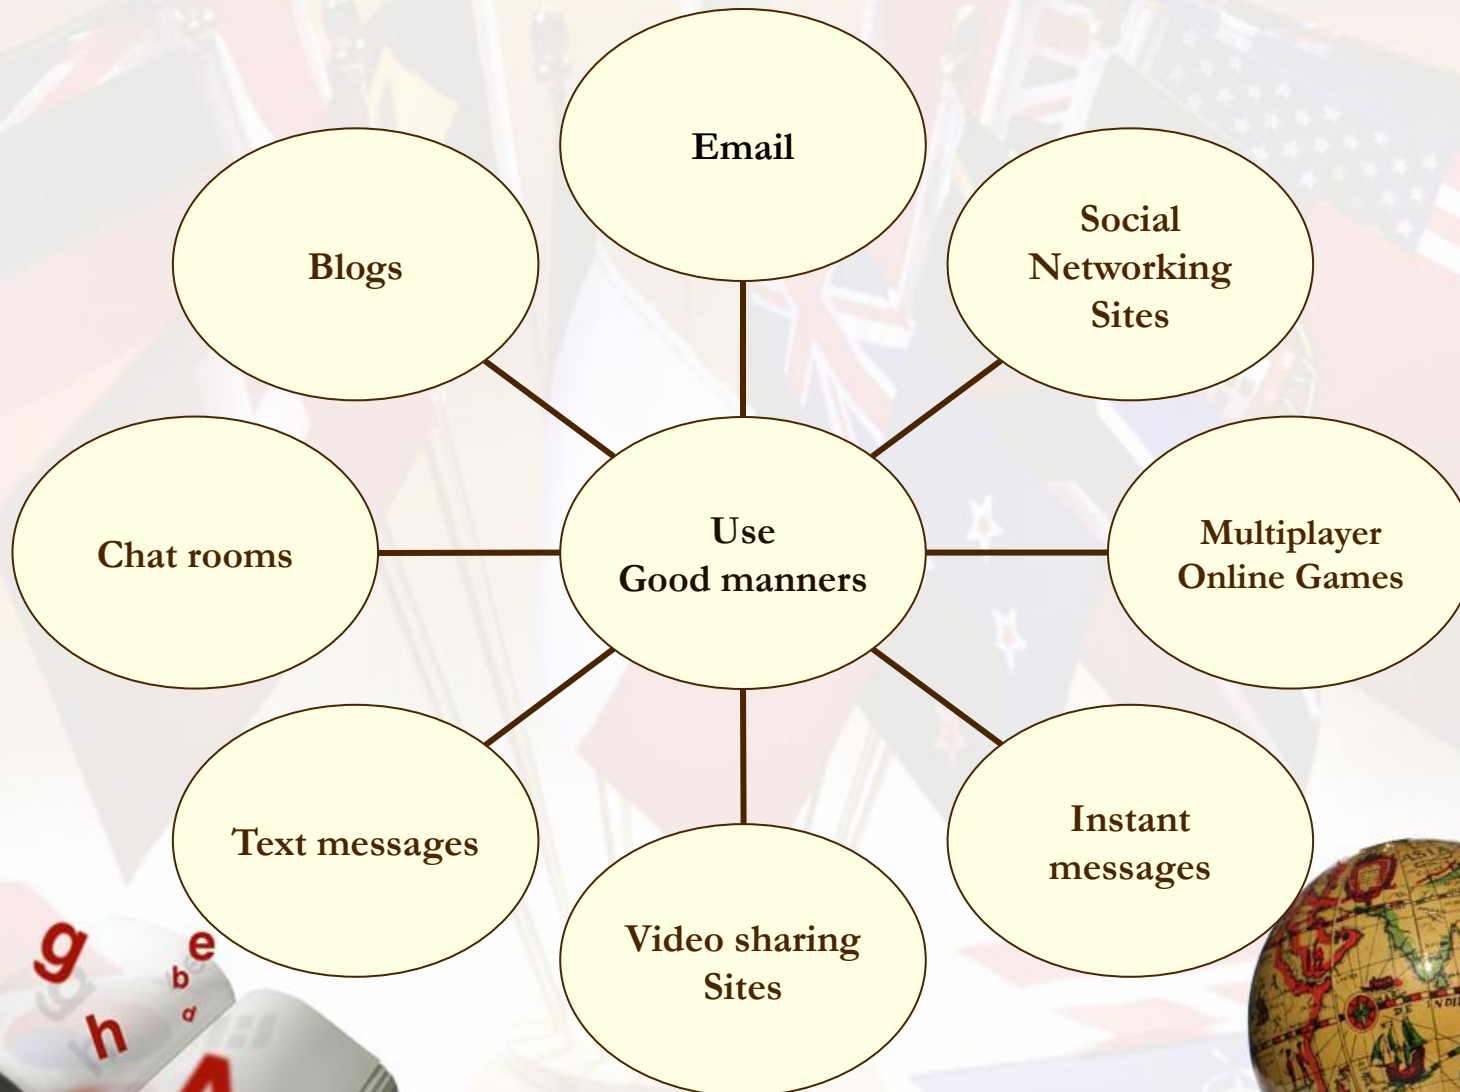 Email
Social
Networking
Sites
Blogs
Use
Good manners
Chat rooms
Multiplayer
Online Games
Text messages
Instant
messages
Video sharing
Sites
g
e
b
d
h
A